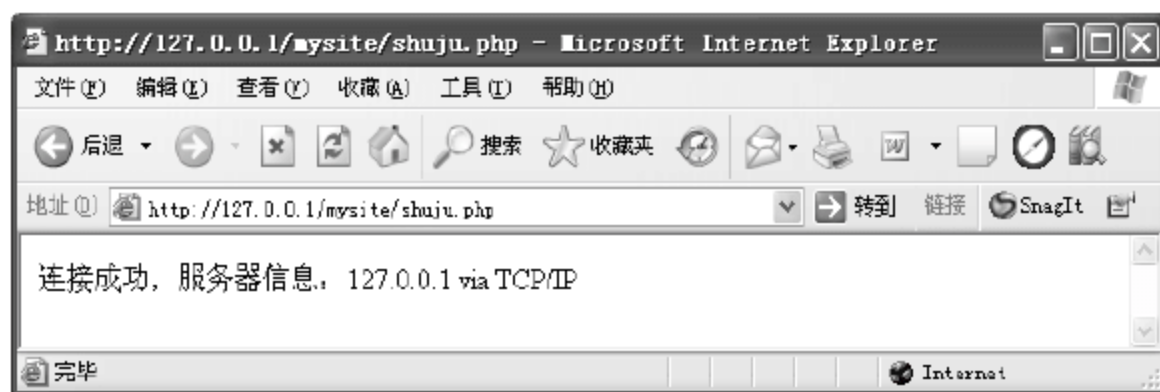 http://127.0.0.1/mysite/shuju.php - Microsoft Internet Explorer
文件(F) 编辑(E) 查看(V) 收藏(A) 工具(T) 帮助(H)
后退 搜索 收藏夹 W
地址(D) http://127.0.0.1/mysite/shuju.php 转到 链接 SnagIt
连接成功，服务器信息：127.0.0.1 via TCP/IP
完毕 Internet